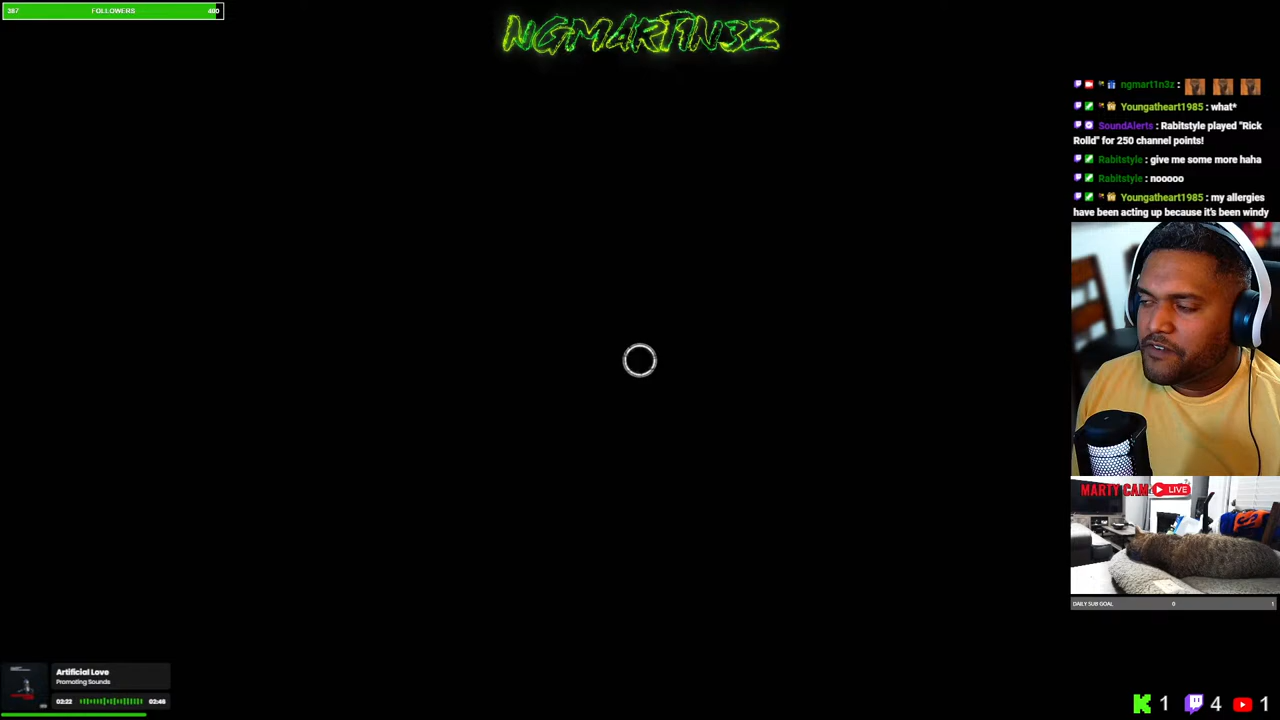 387 FOLLOWERS 400
NGMART1N3Z
ngmart1n3z :
Youngatheart1985 : what*
SoundAlerts : Rabitstyle played "Rick
Rolld" for 250 channel points!
Rabitstyle : give me some more haha
Rabitstyle : nooooo
Youngatheart1985 : my allergies
have been acting up because it's been windy
MARTY CAM LIVE
DAILY SUB GOAL 0 1
Artificial Love
Promoting Sounds
02:22 02:48
K 1 4 1